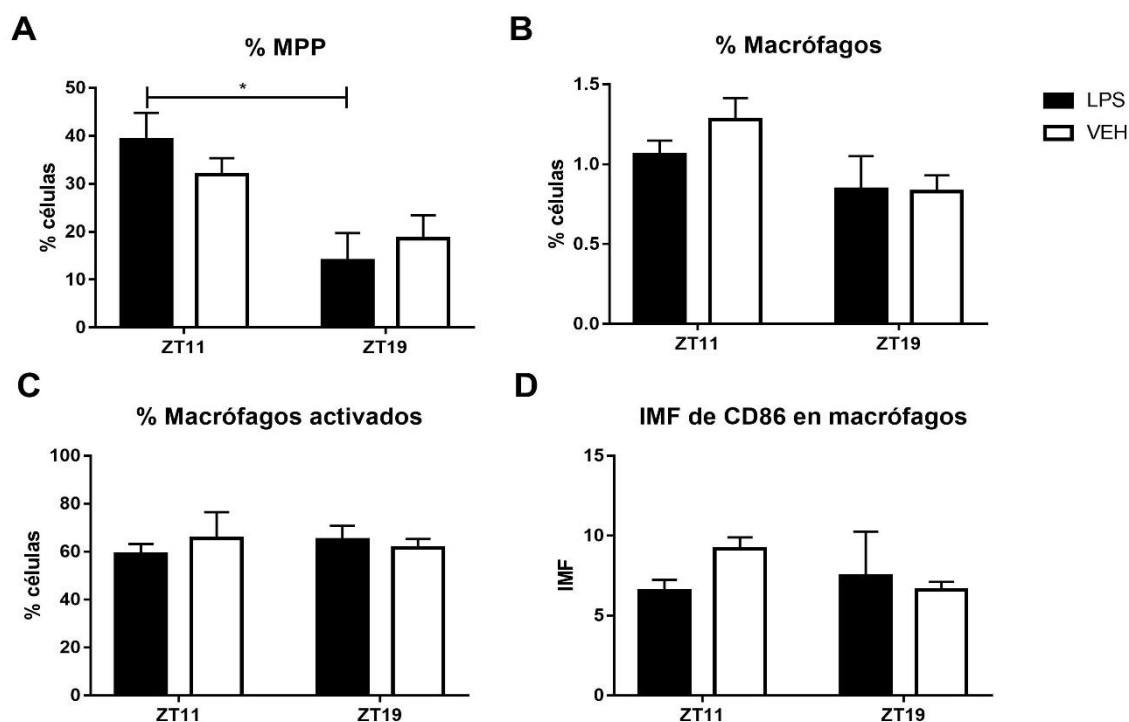 A
% MPP
50
40
30
20
10
0
% células
*
ZT11
ZT19
B
% Macrófagos
1.5
1.0
0.5
0.0
% células
ZT11
ZT19
LPS
VEH
C
% Macrófagos activados
100
80
60
40
20
0
% células
ZT11
ZT19
D
IMF de CD86 en macrófagos
15
10
5
0
IMF
ZT11
ZT19